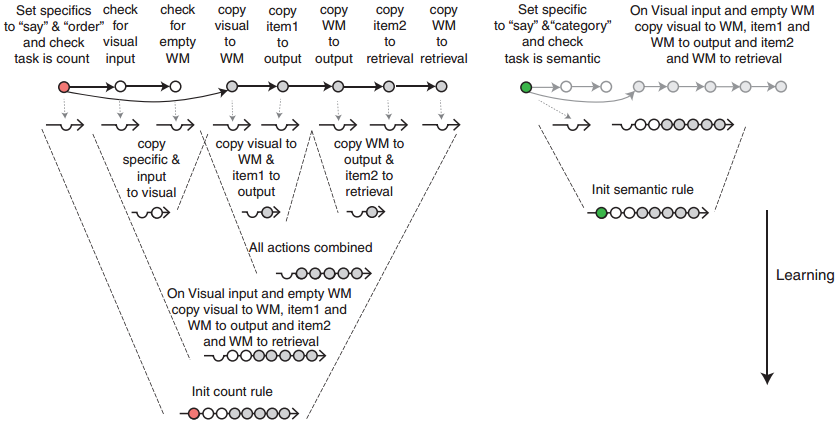 Set specifics
to “say” & “order”
and check
task is count
check
for
visual
input
check
for
empty
WM
copy
visual
to
WM
copy
item1
to
output
copy
WM
to
output
copy
item2
to
retrieval
copy
WM
to
retrieval
Set specific
to “say” &“category”
and check
task is semantic
On Visual input and empty WM
copy visual to WM, item1 and
WM to output and item2
and WM to retrieval
copy
specific &
input
to visual
copy visual to
WM &
item1 to
output
copy WM to
output &
item2 to
retrieval
Init semantic rule
All actions combined
Learning
On Visual input and empty WM
copy visual to WM, item1 and
WM to output and item2
and WM to retrieval
Init count rule